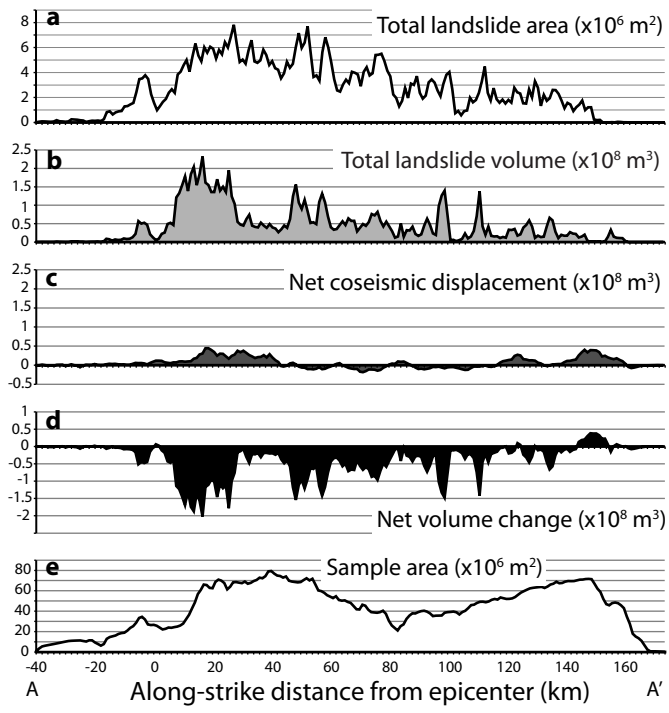 a
Total landslide area (x10⁶ m²)
8
7
6
5
4
3
2
1
0
b
Total landslide volume (x10⁸ m³)
2.5
2
1.5
1
0.5
0
c
Net coseismic displacement (x10⁸ m³)
2.5
2
1.5
1
0.5
0
-0.5
d
1
0.5
0
-0.5
-1
-1.5
-2
Net volume change (x10⁸ m³)
e
Sample area (x10⁶ m²)
80
60
40
20
0
-40 -20 0 20 40 60 80 100 120 140 160
A Along-strike distance from epicenter (km) A'